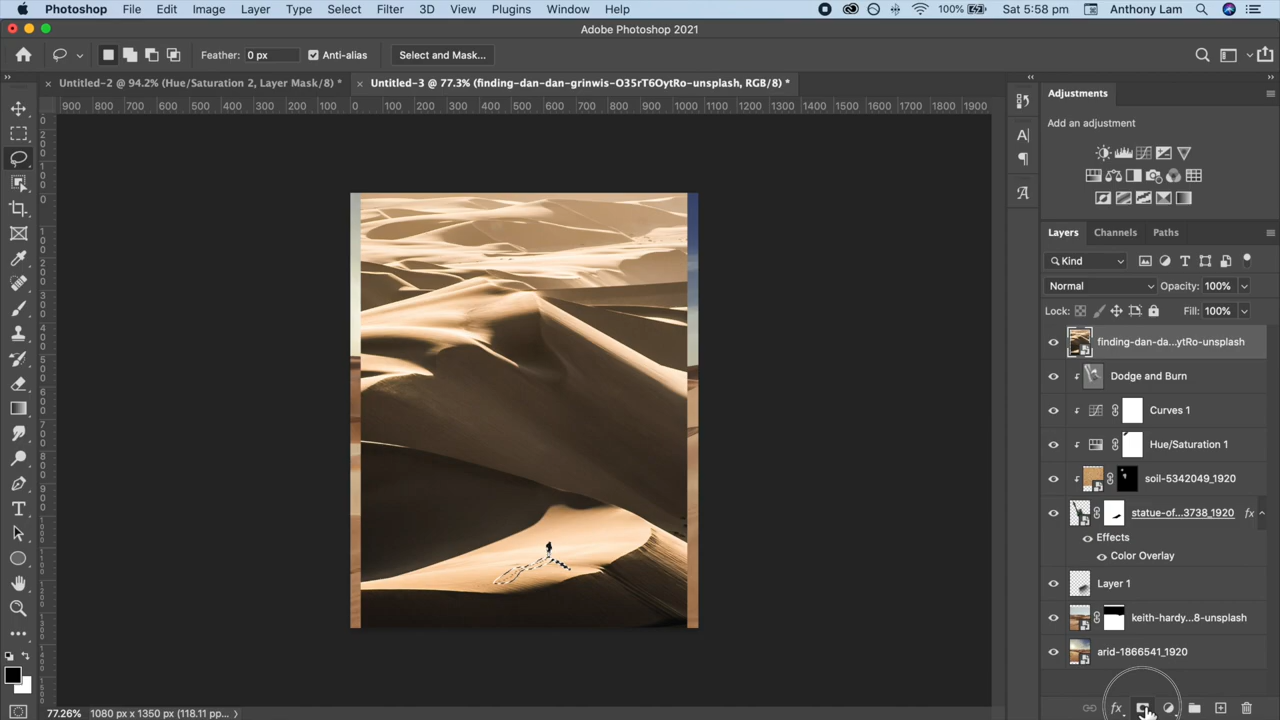 Photoshop File Edit Image Layer Type Select Filter 3D View Plugins Window Help 100% Sat 5:58 pm Anthony Lam
Adobe Photoshop 2021
Feather: 0 px Anti-alias Select and Mask...
Untitled-2 @ 94.2% (Hue/Saturation 2, Layer Mask/8) * Untitled-3 @ 77.3% (finding-dan-dan-grinwis-O35rT6OytRo-unsplash, RGB/8) *
900 800 700 600 500 400 300 200 100 0 100 200 300 400 500 600 700 800 900 1000 1100 1200 1300 1400 1500 1600 1700 1800 1900
Adjustments
Add an adjustment
Layers Channels Paths
Kind
Normal Opacity: 100%
Lock: Fill: 100%
finding-dan-da...ytRo-unsplash
Dodge and Burn
Curves 1
Hue/Saturation 1
soil-5342049_1920
statue-of...3738_1920 fx
Effects
Color Overlay
Layer 1
keith-hardy...8-unsplash
arid-1866541_1920
fx
77.26% 1080 px x 1350 px (118.11 pp...